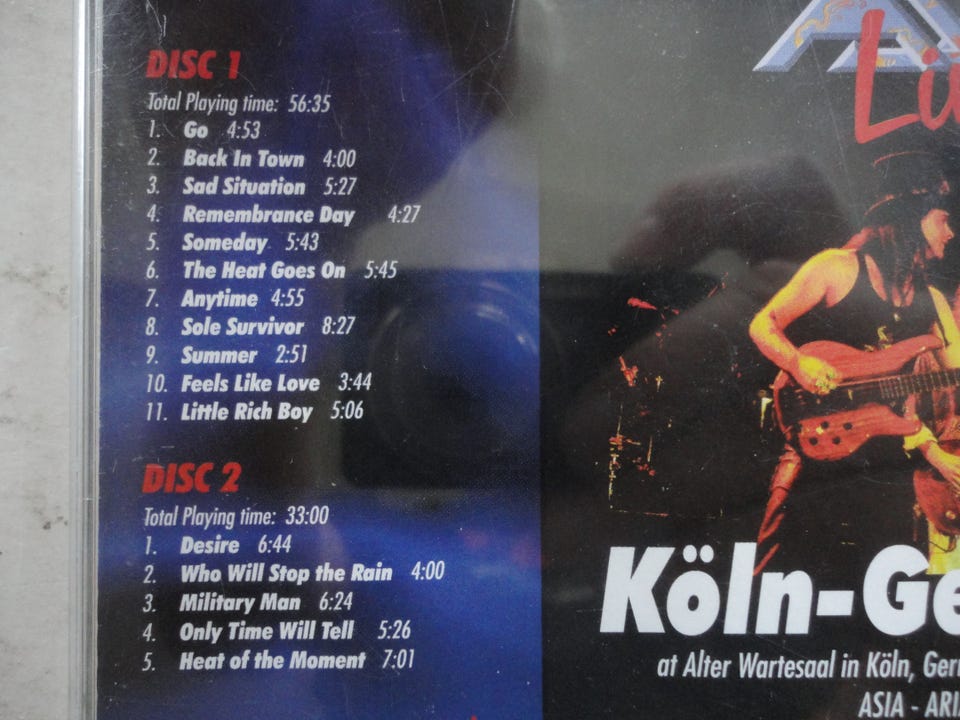 DISC 1
Total Playing time: 56:35
1. Go 4:53
2. Back In Town 4:00
3. Sad Situation 5:27
4. Remembrance Day 4:27
5. Someday 5:43
6. The Heat Goes On 5:45
7. Anytime 4:55
8. Sole Survivor 8:27
9. Summer 2:51
10. Feels Like Love 3:44
11. Little Rich Boy 5:06
DISC 2
Total Playing time: 33:00
1. Desire 6:44
2. Who Will Stop the Rain 4:00
3. Military Man 6:24
4. Only Time Will Tell 5:26
5. Heat of the Moment 7:01
Köln-Ge
at Alter Wartesaal in Köln, Gern
ASIA - ARIA